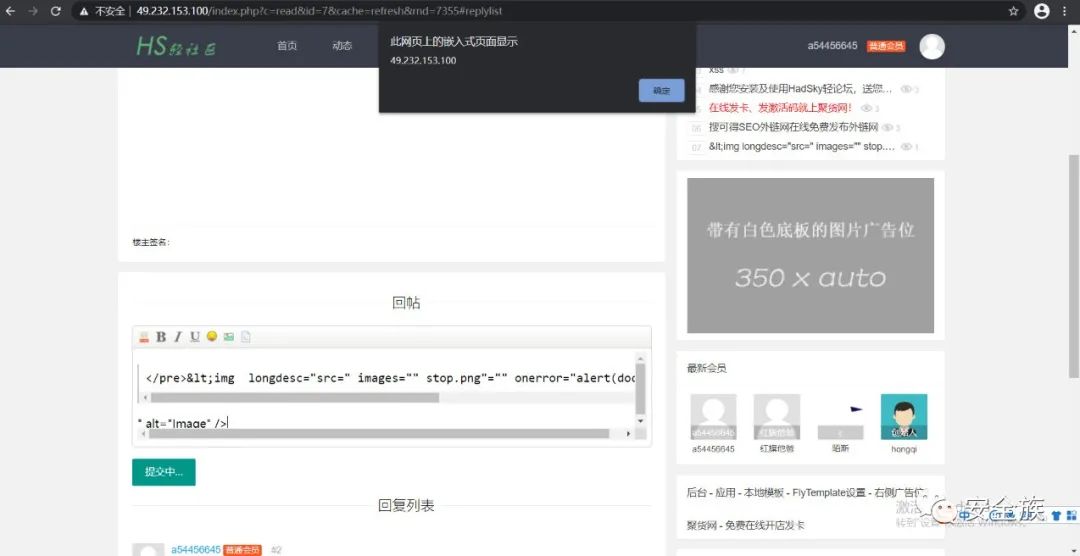 不安全 | 49.232.153.100/index.php?c=read&id=7&cache=refresh&rnd=7355#replylist
HS轻社区
首页
动态
此网页上的嵌入式页面显示
49.232.153.100
确定
a54456645 普通会员
xss 7
04 感谢您安装及使用HadSky轻论坛，送您... 3
05 在线发卡、发激活码就上聚货网！ 3
06 搜可得SEO外链网在线免费发布外链网 3
07 &lt;img longdesc="src=" images="" stop.... 1
楼主签名：
带有白色底板的图片广告位
350 x auto
回帖
B I U
</pre>&lt;img longdesc="src=" images="" stop.png"="" onerror="alert(doc
" alt="Image" />
提交中...
最新会员
a54456645
红旗他爸
创始人
a54456645
红旗他爸
陌斯
hongqi
后台 - 应用 - 本地模板 - FlyTemplate设置 - 右侧广告位
聚货网 - 免费在线开店发卡
安全族
回复列表
a54456645 普通会员 #2